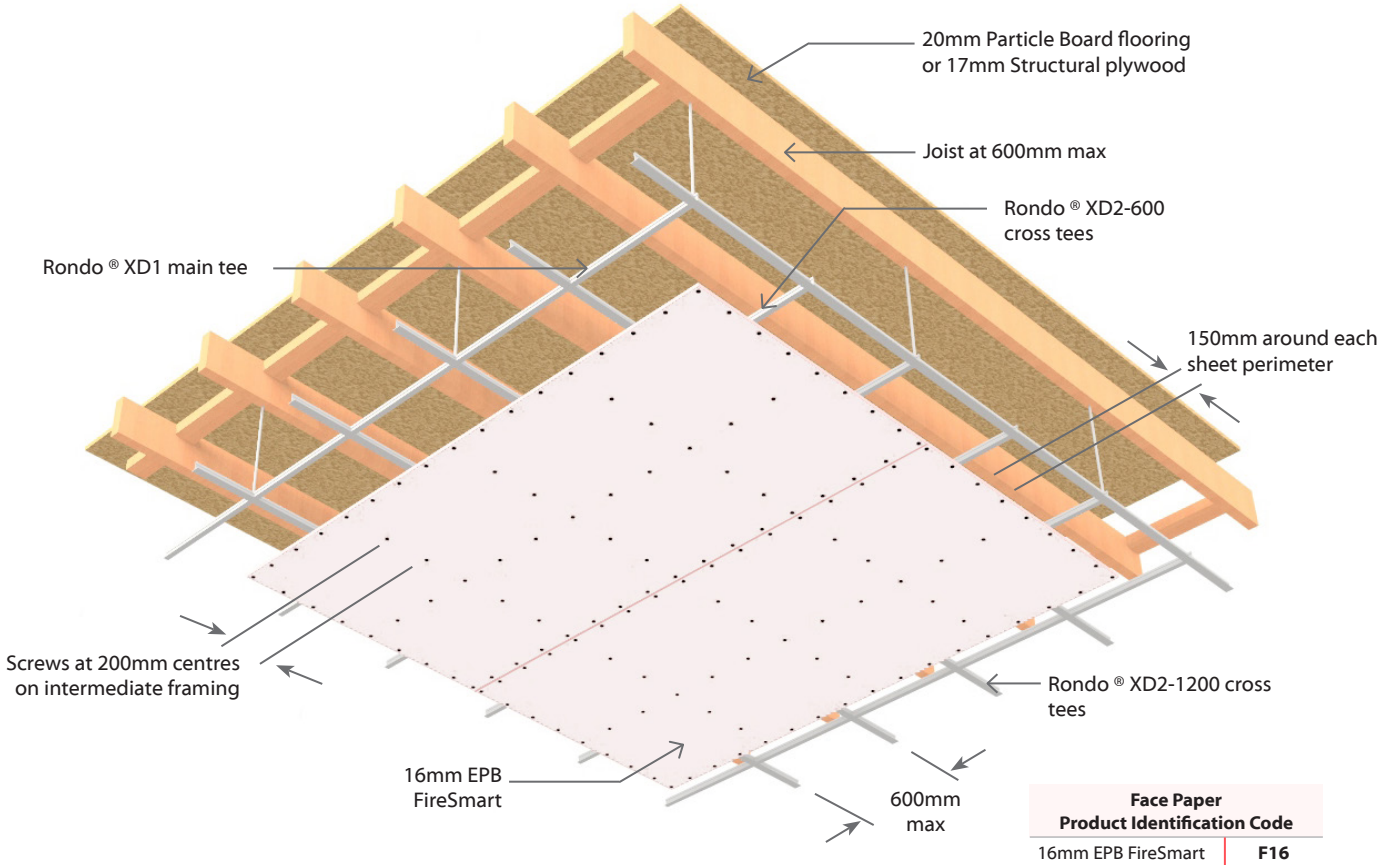 20mm Particle Board flooring
or 17mm Structural plywood
Joist at 600mm max
Rondo ® XD2-600
cross tees
Rondo ® XD1 main tee
150mm around each
sheet perimeter
Screws at 200mm centres
on intermediate framing
Rondo ® XD2-1200 cross
tees
16mm EPB
FireSmart
600mm
max
Face Paper
Product Identification Code
16mm EPB FireSmart F16